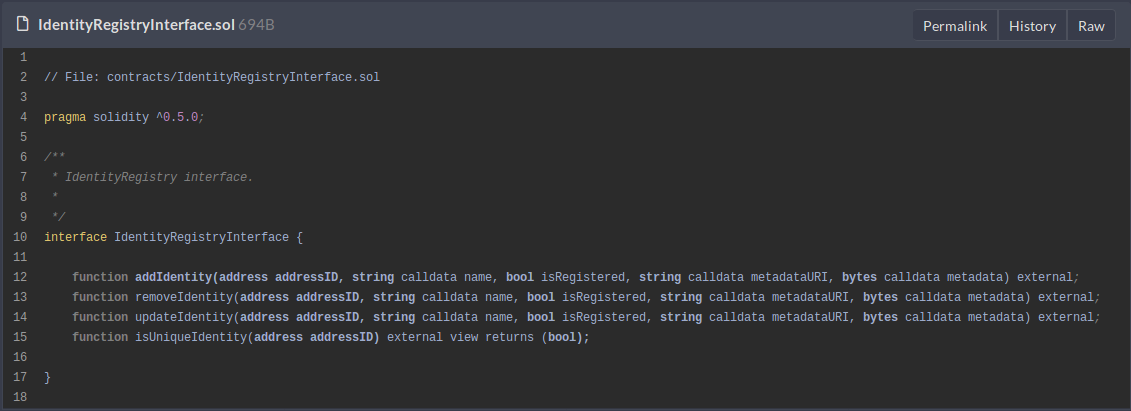 IdentityRegistryInterface.sol 694B Permalink History Raw
1
2 // File: contracts/IdentityRegistryInterface.sol
3
4 pragma solidity ^0.5.0;
5
6 /**
7  * IdentityRegistry interface.
8  *
9  */
10 interface IdentityRegistryInterface {
11
12     function addIdentity(address addressID, string calldata name, bool isRegistered, string calldata metadataURI, bytes calldata metadata) external;
13     function removeIdentity(address addressID, string calldata name, bool isRegistered, string calldata metadataURI, bytes calldata metadata) external;
14     function updateIdentity(address addressID, string calldata name, bool isRegistered, string calldata metadataURI, bytes calldata metadata) external;
15     function isUniqueIdentity(address addressID) external view returns (bool);
16
17 }
18